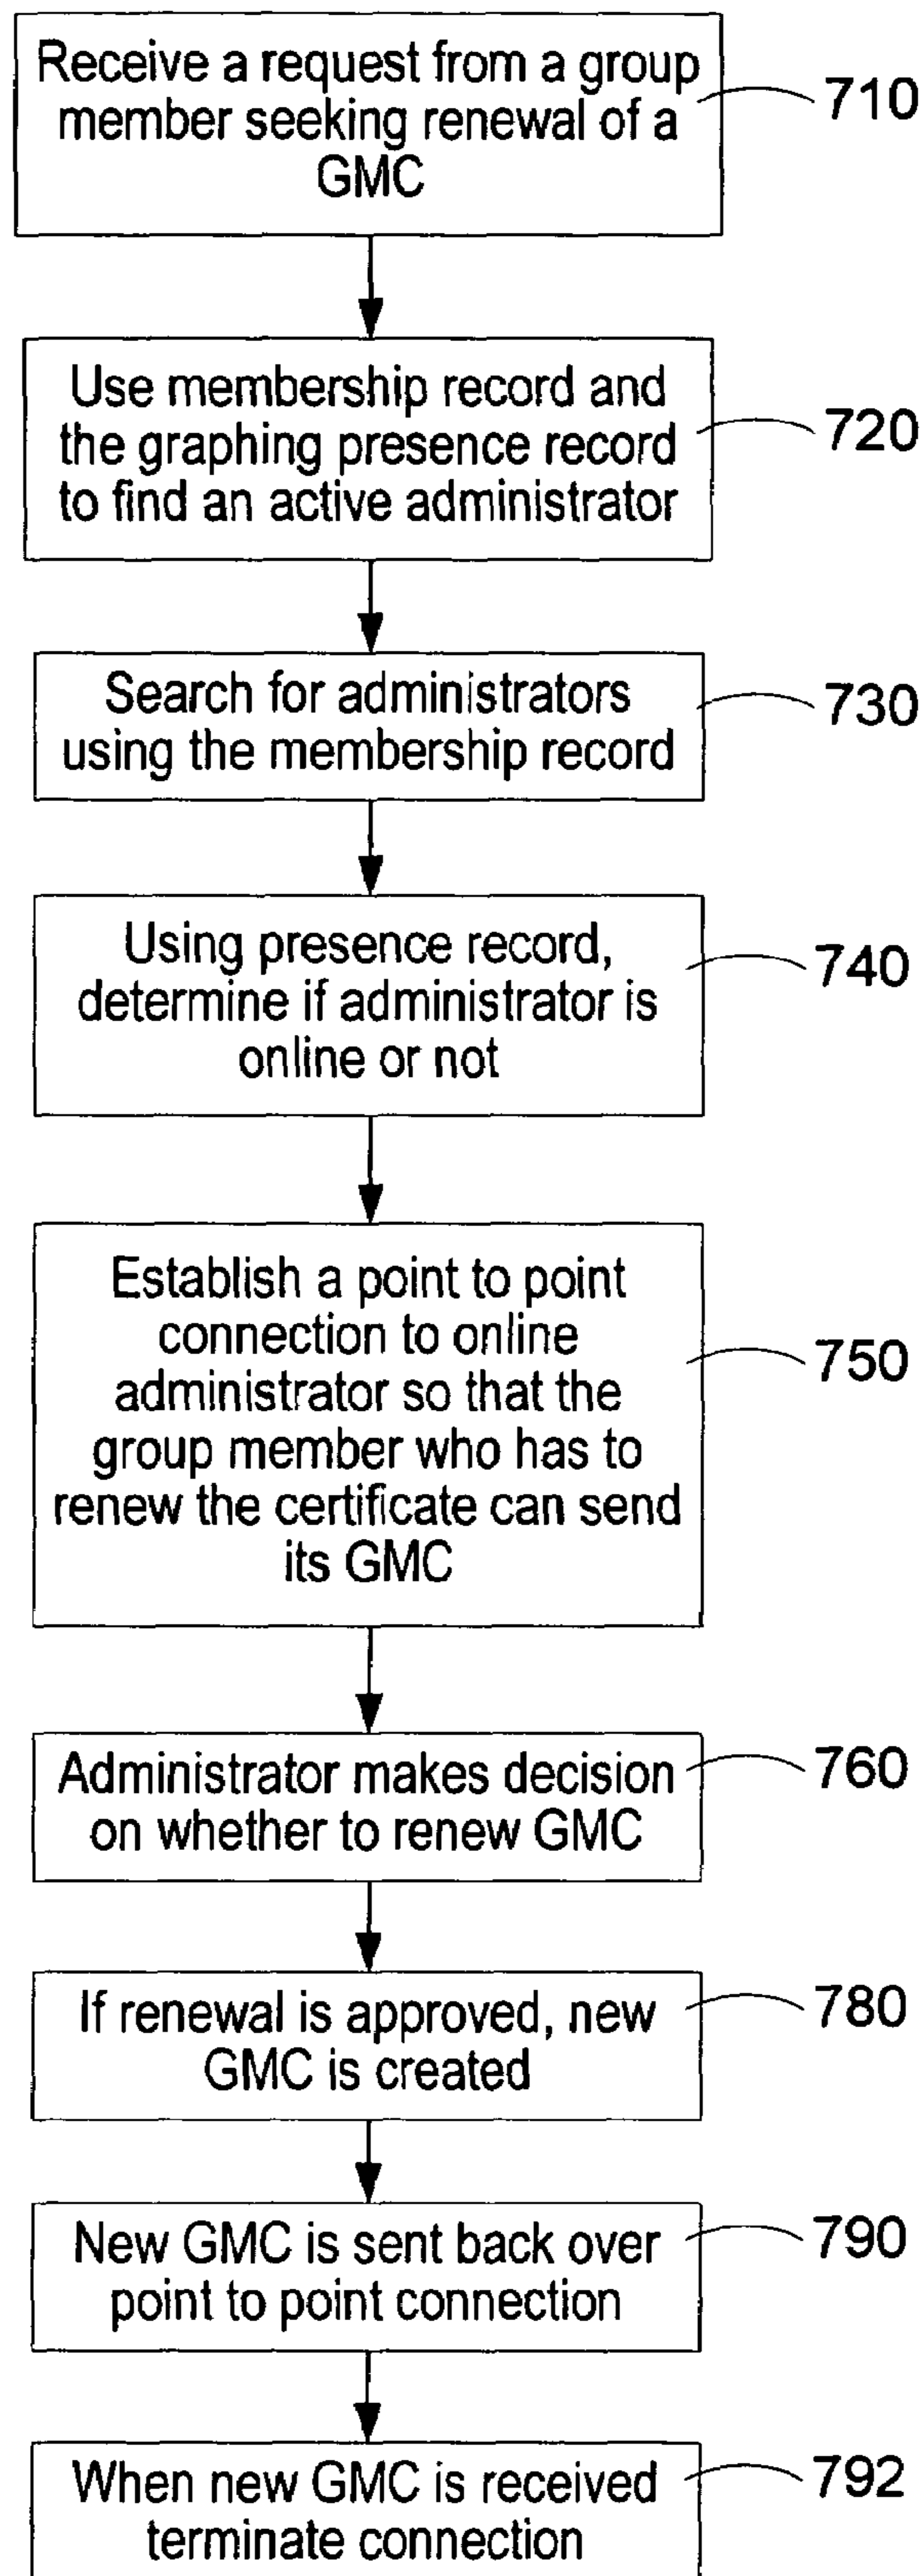 Receive a request from a group
member seeking renewal of a
GMC
710
Use membership record and
the graphing presence record
to find an active administrator
720
Search for administrators
using the membership record
730
Using presence record,
determine if administrator is
online or not
740
Establish a point to point
connection to online
administrator so that the
group member who has to
renew the certificate can send
its GMC
750
Administrator makes decision
on whether to renew GMC
760
If renewal is approved, new
GMC is created
780
New GMC is sent back over
point to point connection
790
When new GMC is received
terminate connection
792